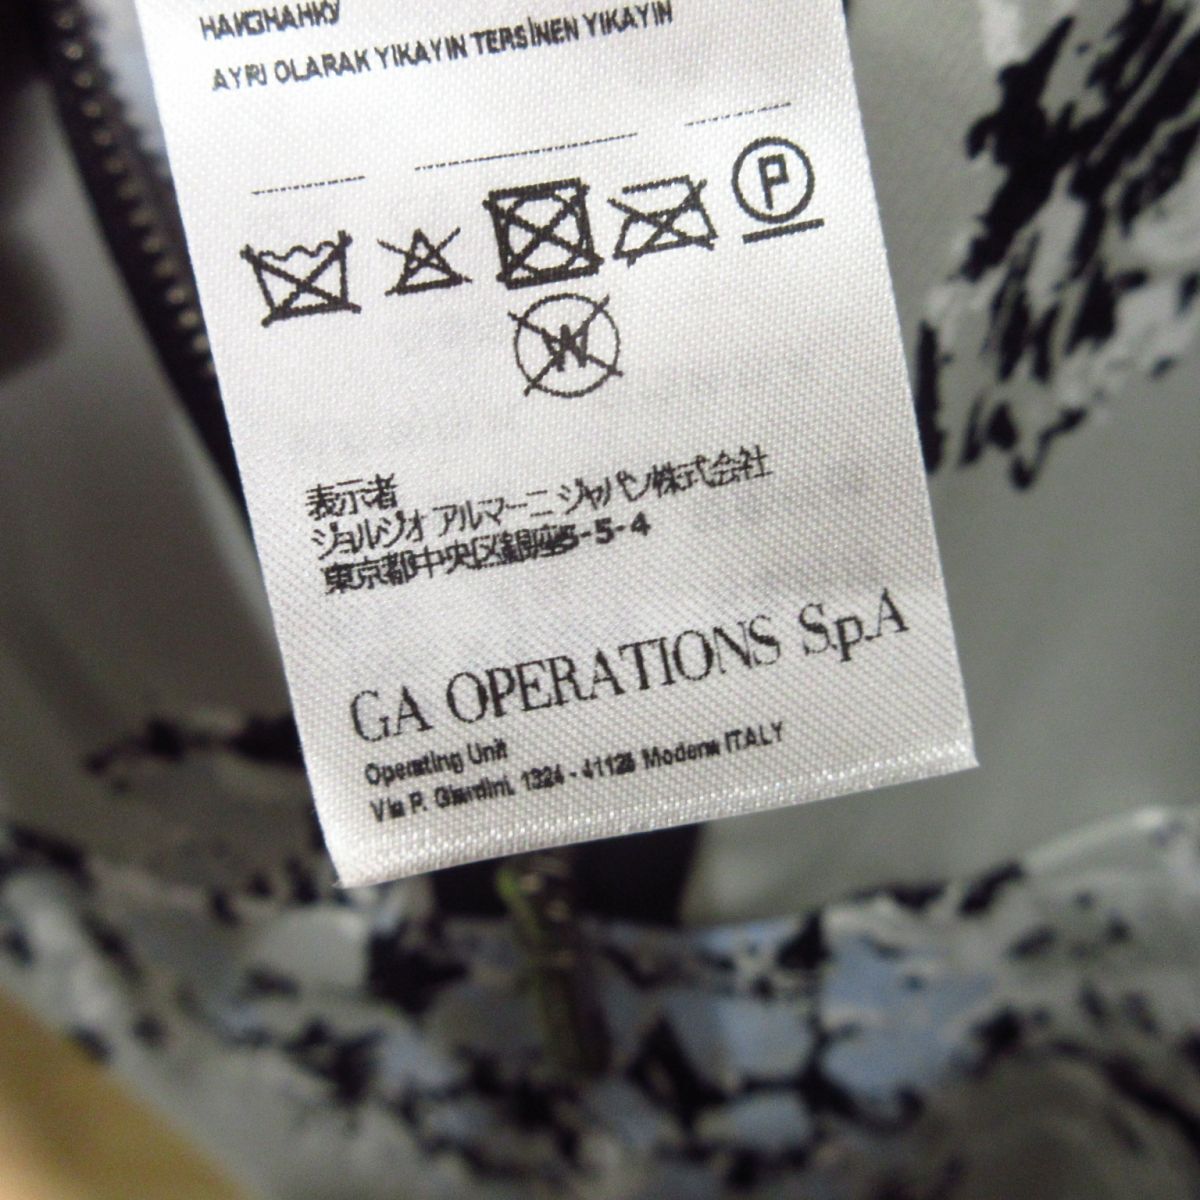 AYRI OLARAK YIKAYIN TERSİNEN YIKAYIN
P
W
表示者
ジョルジオ アルマーニ ジャパン株式会社
東京都中央区銀座5-5-4
GA OPERATIONS S.p.A
Operating Unit
Via P. Giardini, 1324 - 41126 Modena ITALY